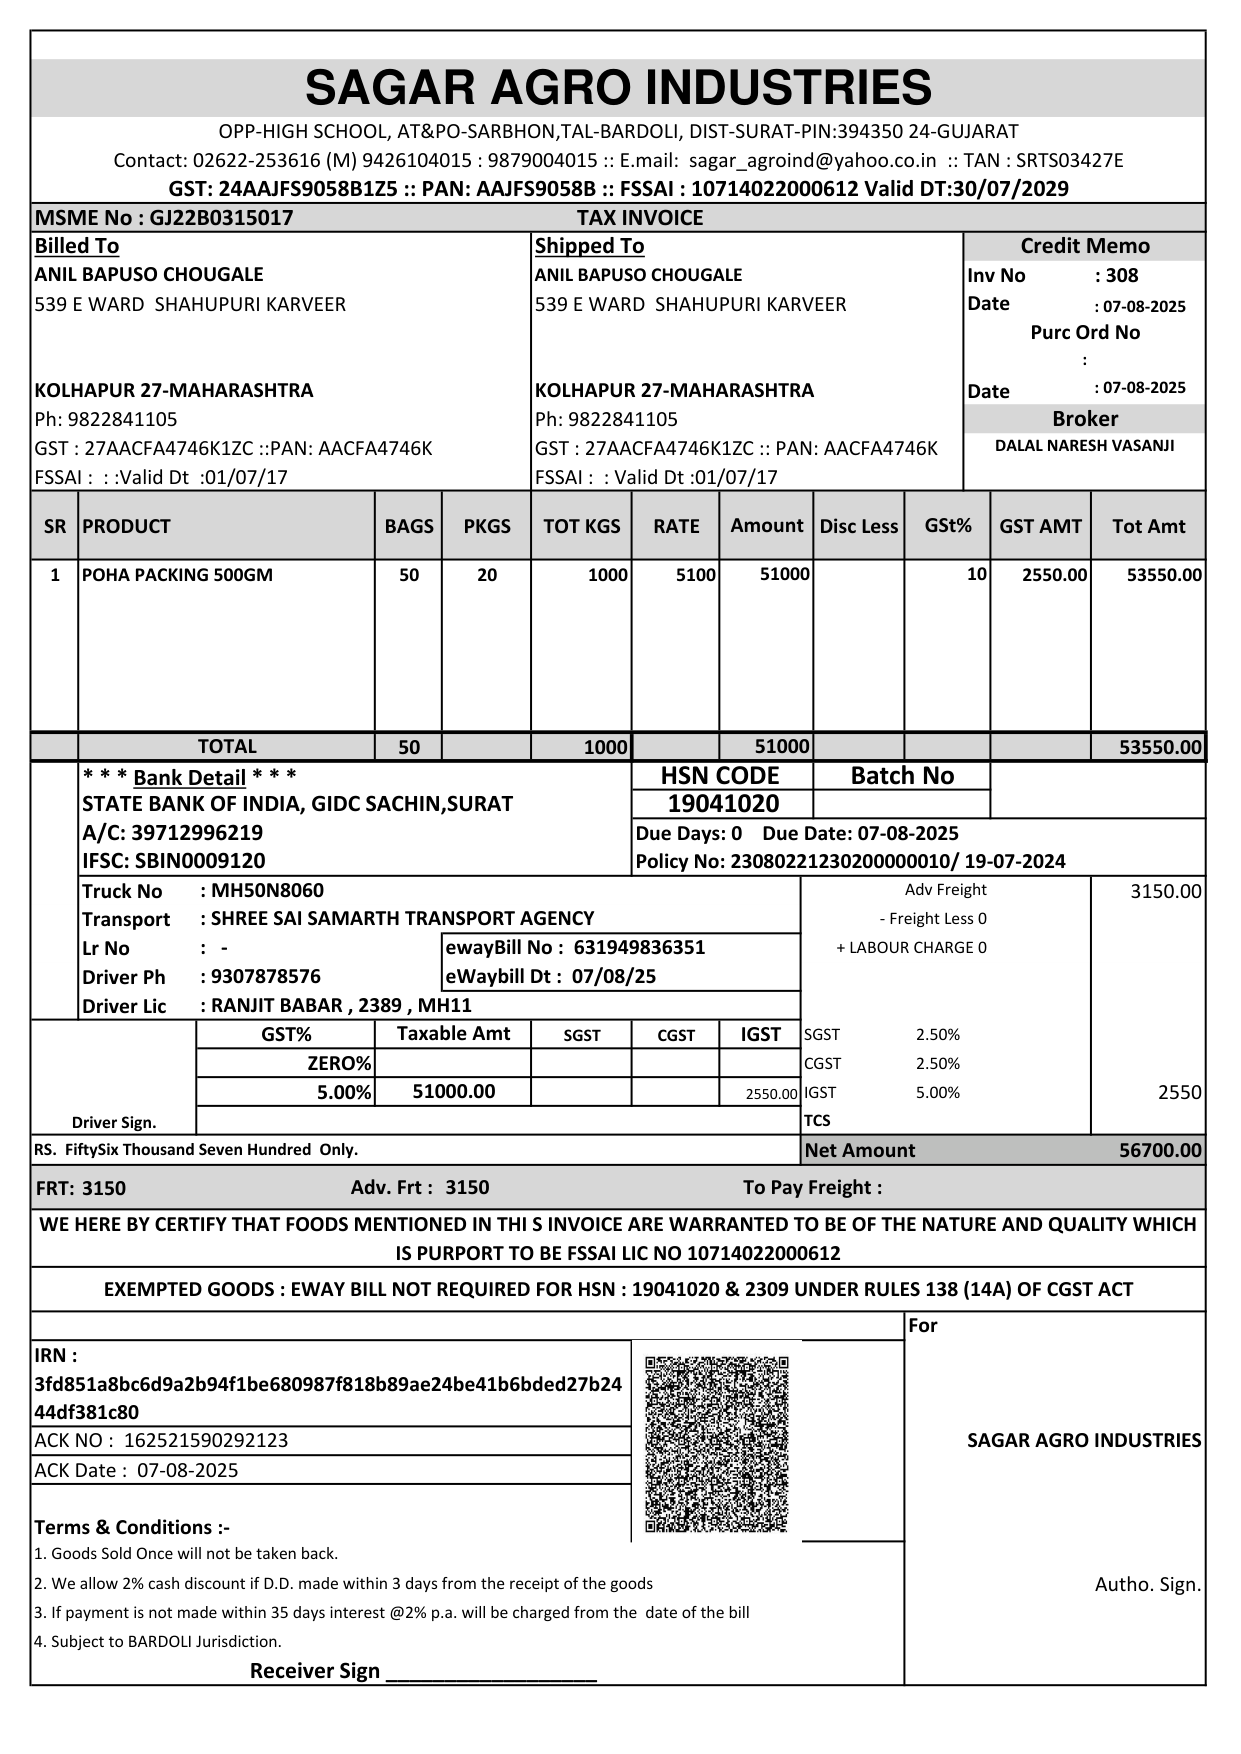 SAGAR AGRO INDUSTRIES
OPP-HIGH SCHOOL, AT&PO-SARBHON,TAL-BARDOLI, DIST-SURAT-PIN:394350 24-GUJARAT
Contact: 02622-253616 (M) 9426104015 : 9879004015 :: E.mail: sagar_agroind@yahoo.co.in :: TAN : SRTS03427E
GST: 24AAJFS9058B1Z5 :: PAN: AAJFS9058B :: FSSAI : 10714022000612 Valid DT:30/07/2029
MSME No : GJ22B0315017 TAX INVOICE
Billed To
ANIL BAPUSO CHOUGALE
539 E WARD SHAHUPURI KARVEER
KOLHAPUR 27-MAHARASHTRA
Ph: 9822841105
GST : 27AACFA4746K1ZC ::PAN: AACFA4746K
FSSAI : : :Valid Dt :01/07/17
Shipped To
ANIL BAPUSO CHOUGALE
539 E WARD SHAHUPURI KARVEER
KOLHAPUR 27-MAHARASHTRA
Ph: 9822841105
GST : 27AACFA4746K1ZC :: PAN: AACFA4746K
FSSAI : : Valid Dt :01/07/17
Credit Memo
Inv No : 308
Date : 07-08-2025
Purc Ord No
:
Date : 07-08-2025
Broker
DALAL NARESH VASANJI
SR PRODUCT BAGS PKGS TOT KGS RATE Amount Disc Less GSt% GST AMT Tot Amt
1 POHA PACKING 500GM 50 20 1000 5100 51000 10 2550.00 53550.00
TOTAL 50 1000 51000 53550.00
* * * Bank Detail * * *
STATE BANK OF INDIA, GIDC SACHIN,SURAT
A/C: 39712996219
IFSC: SBIN0009120
HSN CODE Batch No
19041020
Due Days: 0 Due Date: 07-08-2025
Policy No: 23080221230200000010/ 19-07-2024
Truck No : MH50N8060
Transport : SHREE SAI SAMARTH TRANSPORT AGENCY
Lr No : - ewayBill No : 631949836351
Driver Ph : 9307878576 eWaybill Dt : 07/08/25
Driver Lic : RANJIT BABAR , 2389 , MH11
Adv Freight 3150.00
- Freight Less 0
+ LABOUR CHARGE 0
GST% Taxable Amt SGST CGST IGST
ZERO%
5.00% 51000.00 2550.00
Driver Sign.
SGST 2.50%
CGST 2.50%
IGST 5.00% 2550
TCS
RS. FiftySix Thousand Seven Hundred Only.
Net Amount 56700.00
FRT: 3150 Adv. Frt : 3150 To Pay Freight :
WE HERE BY CERTIFY THAT FOODS MENTIONED IN THI S INVOICE ARE WARRANTED TO BE OF THE NATURE AND QUALITY WHICH
IS PURPORT TO BE FSSAI LIC NO 10714022000612
EXEMPTED GOODS : EWAY BILL NOT REQUIRED FOR HSN : 19041020 & 2309 UNDER RULES 138 (14A) OF CGST ACT
IRN :
3fd851a8bc6d9a2b94f1be680987f818b89ae24be41b6bded27b24
44df381c80
ACK NO : 162521590292123
ACK Date : 07-08-2025
For
SAGAR AGRO INDUSTRIES
Autho. Sign.
Terms & Conditions :-
1. Goods Sold Once will not be taken back.
2. We allow 2% cash discount if D.D. made within 3 days from the receipt of the goods
3. If payment is not made within 35 days interest @2% p.a. will be charged from the date of the bill
4. Subject to BARDOLI Jurisdiction.
Receiver Sign ___________________